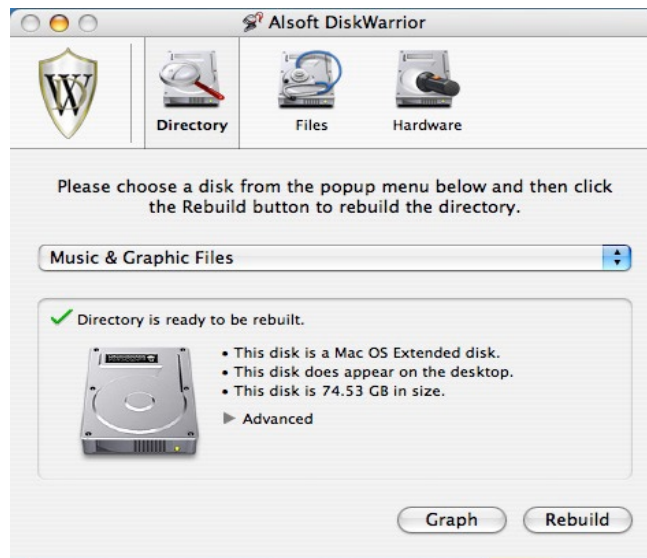 Alsoft DiskWarrior
W
Directory
Files
Hardware
Please choose a disk from the popup menu below and then click
the Rebuild button to rebuild the directory.
Music & Graphic Files
Directory is ready to be rebuilt.
• This disk is a Mac OS Extended disk.
• This disk does appear on the desktop.
• This disk is 74.53 GB in size.
Advanced
Graph
Rebuild